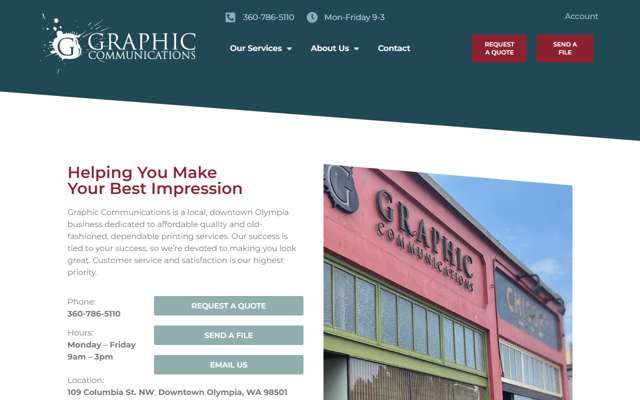 360-786-5110
Mon-Friday 9-3
Account
G GRAPHIC
COMMUNICATIONS
Our Services
About Us
Contact
REQUEST
A QUOTE
SEND A
FILE
Helping You Make
Your Best Impression
Graphic Communications is a local, downtown Olympia
business dedicated to affordable quality and old-
fashioned, dependable printing services. Our success is
tied to your success, so we're devoted to making you look
great. Customer service and satisfaction is our highest
priority.
Phone:
360-786-5110
Hours:
Monday – Friday
9am – 3pm
REQUEST A QUOTE
SEND A FILE
EMAIL US
Location:
109 Columbia St. NW, Downtown Olympia, WA 98501
G GRAPHIC
COMMUNICATIONS